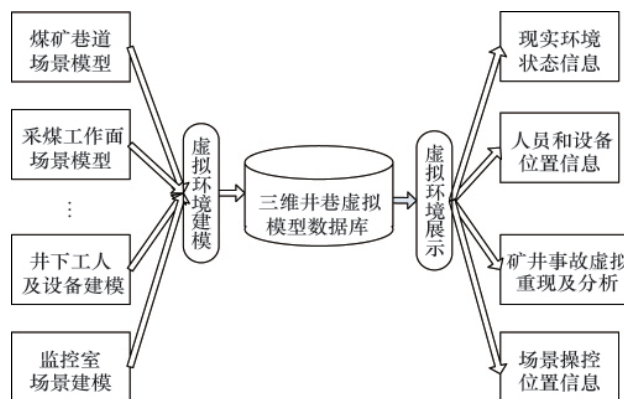 煤矿巷道
场景模型
采煤工作面
场景模型
⋮
井下工人
及设备建模
监控室
场景建模
虚拟环境建模
三维井巷虚拟
模型数据库
虚拟环境展示
现实环境
状态信息
人员和设备
位置信息
矿井事故虚拟
重现及分析
场景操控
位置信息